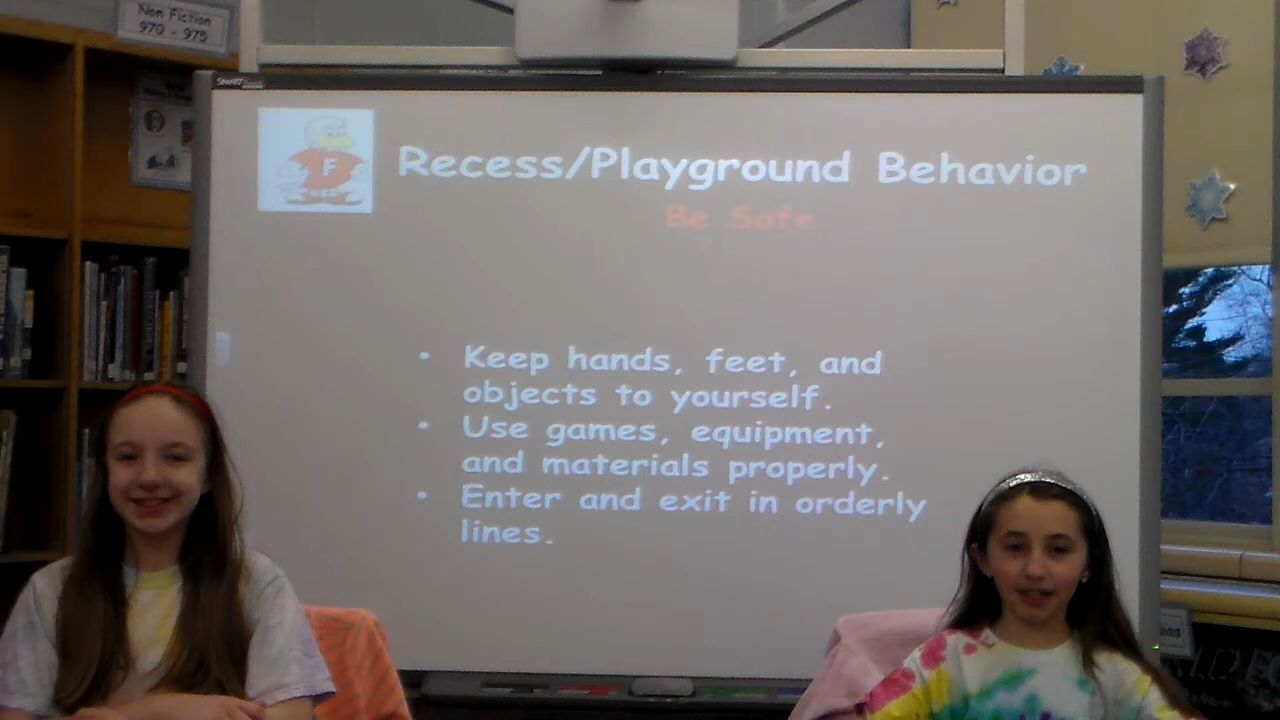 Non Fiction
970 - 975
SMART
F
Recess/Playground Behavior
Be Safe
• Keep hands, feet, and
objects to yourself.
• Use games, equipment,
and materials properly.
• Enter and exit in orderly
lines.